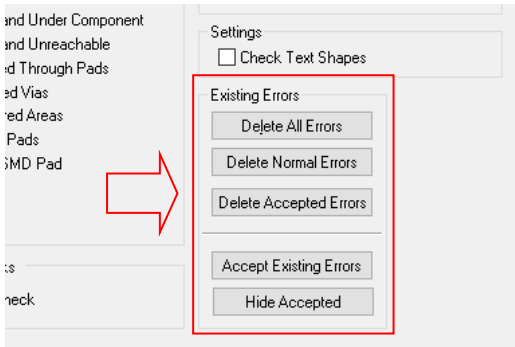 and Under Component
and Unreachable
ed Through Pads
ed Vias
red Areas
Pads
SMD Pad
ks
heck
Settings
Check Text Shapes
Existing Errors
Delete All Errors
Delete Normal Errors
Delete Accepted Errors
Accept Existing Errors
Hide Accepted